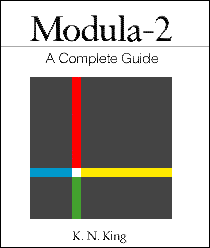 Modula-2
A Complete Guide
K. N. King